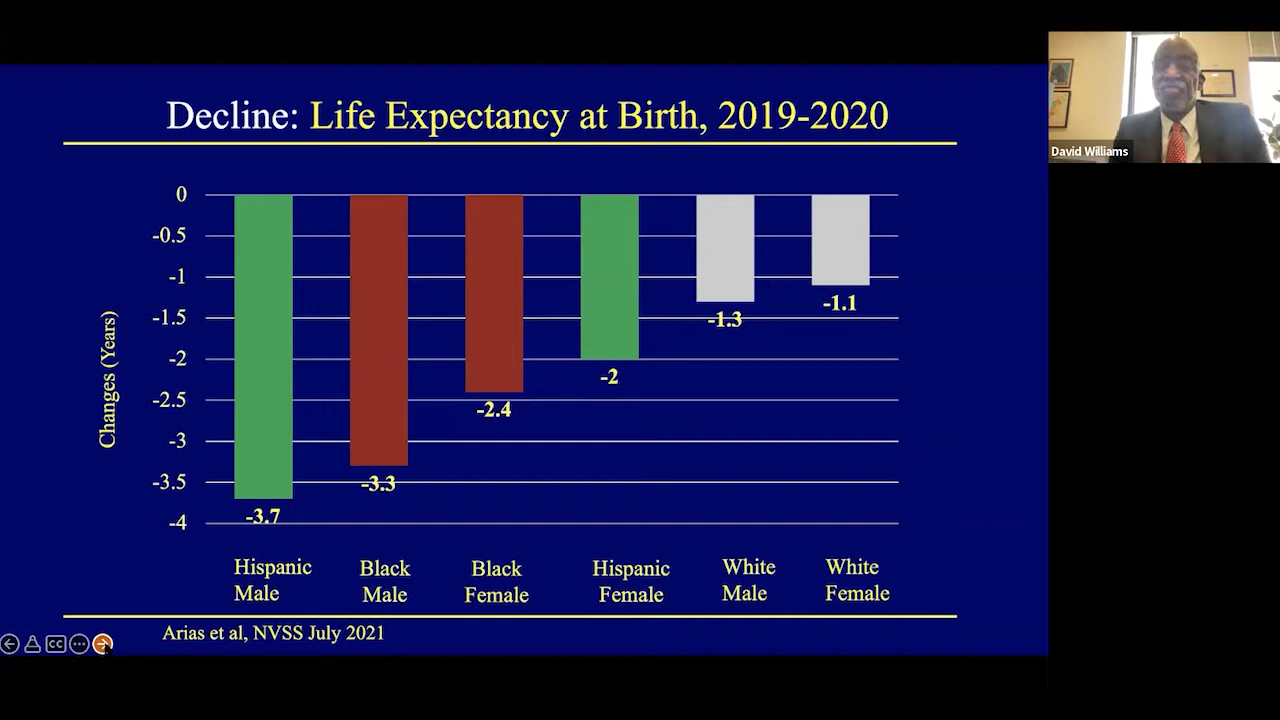 Decline: Life Expectancy at Birth, 2019-2020
David Williams
Changes (Years)
0
-0.5
-1
-1.5
-2
-2.5
-3
-3.5
-4
-3.7
-3.3
-2.4
-2
-1.3
-1.1
Hispanic
Male
Black
Male
Black
Female
Hispanic
Female
White
Male
White
Female
Arias et al, NVSS July 2021
CC